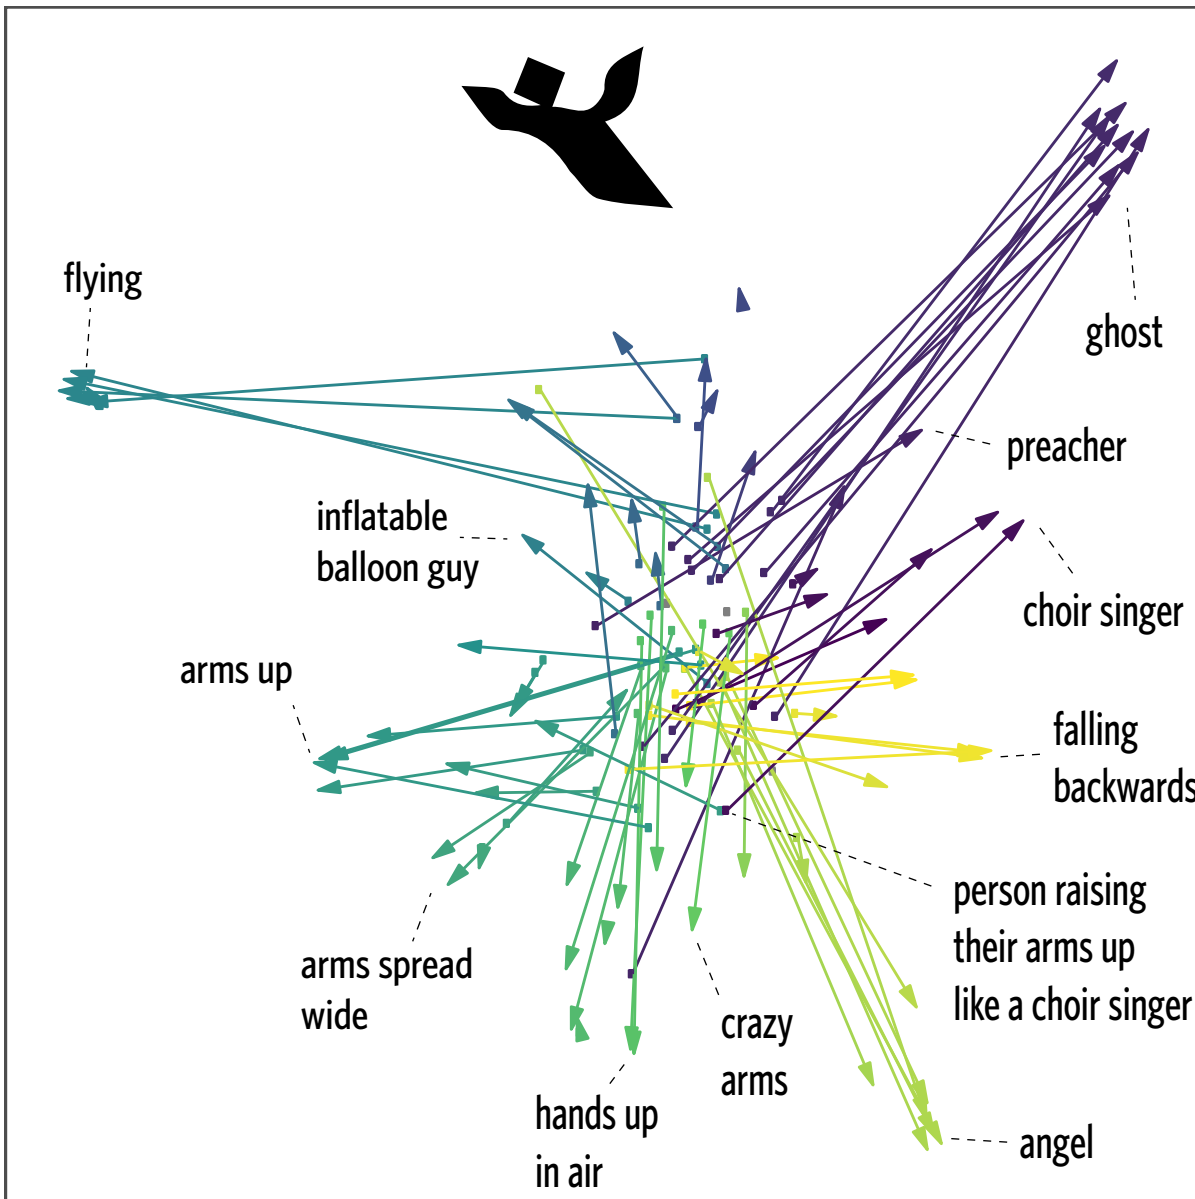 flying
ghost
preacher
inflatable
balloon guy
choir singer
arms up
falling
backwards
person raising
their arms up
like a choir singer
arms spread
wide
crazy
arms
hands up
in air
angel